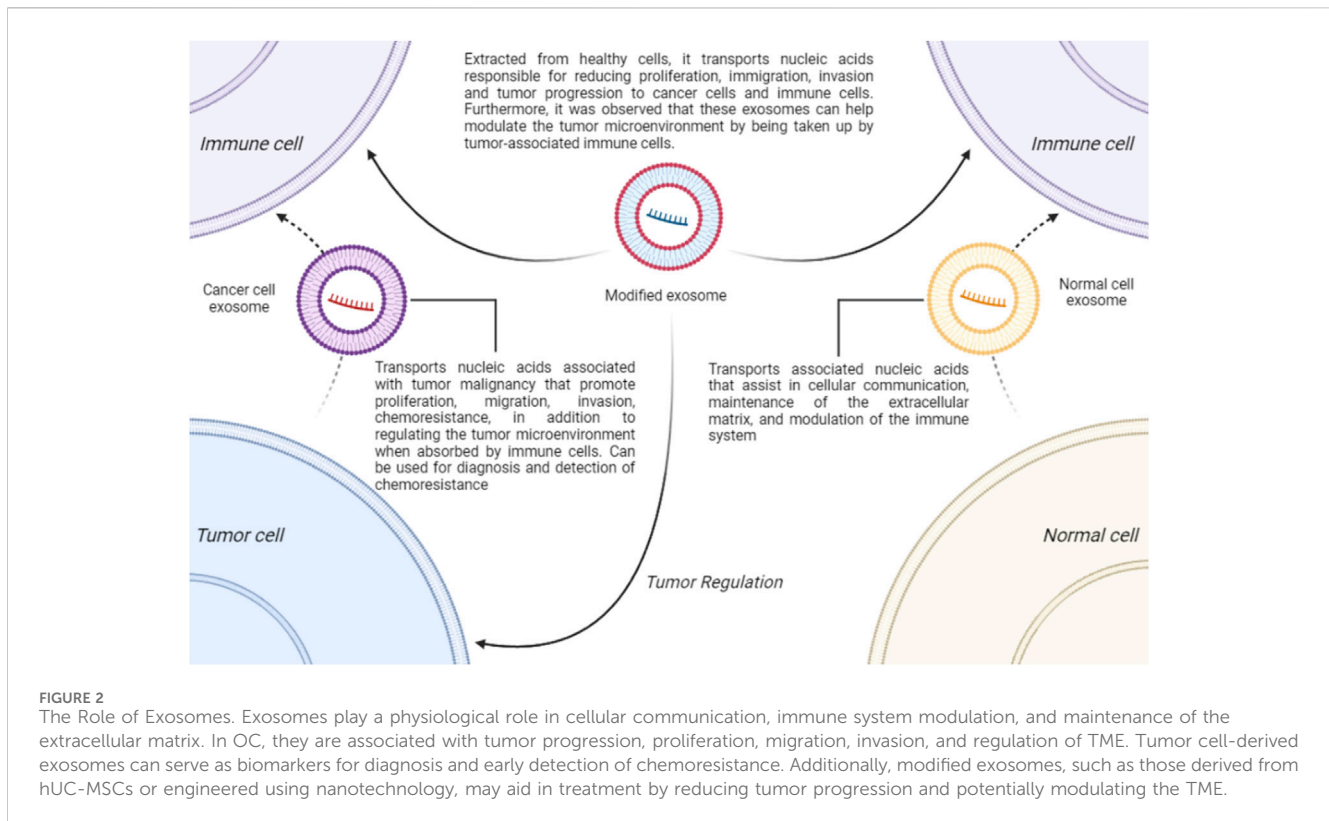 Extracted from healthy cells, it transports nucleic acids
responsible for reducing proliferation, immigration, invasion
and tumor progression to cancer cells and immune cells.
Furthermore, it was observed that these exosomes can help
modulate the tumor microenvironment by being taken up by
tumor-associated immune cells.
Immune cell
Immune cell
Cancer cell
exosome
Modified exosome
Normal cell
exosome
Transports nucleic acids associated
with tumor malignancy that promote
proliferation, migration, invasion,
chemoresistance, in addition to
regulating the tumor microenvironment
when absorbed by immune cells. Can
be used for diagnosis and detection of
chemoresistance
Transports associated nucleic acids
that assist in cellular communication,
maintenance of the extracellular
matrix, and modulation of the immune
system
Tumor cell
Normal cell
Tumor Regulation
FIGURE 2
The Role of Exosomes. Exosomes play a physiological role in cellular communication, immune system modulation, and maintenance of the
extracellular matrix. In OC, they are associated with tumor progression, proliferation, migration, invasion, and regulation of TME. Tumor cell-derived
exosomes can serve as biomarkers for diagnosis and early detection of chemoresistance. Additionally, modified exosomes, such as those derived from
hUC-MSCs or engineered using nanotechnology, may aid in treatment by reducing tumor progression and potentially modulating the TME.